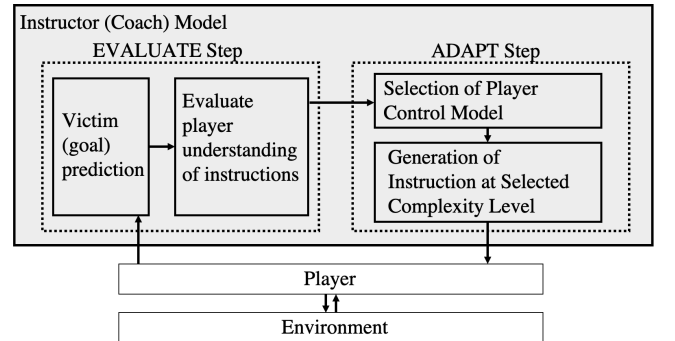 Instructor (Coach) Model
EVALUATE Step
Victim
(goal)
prediction
Evaluate
player
understanding
of instructions
ADAPT Step
Selection of Player
Control Model
Generation of
Instruction at Selected
Complexity Level
Player
Environment